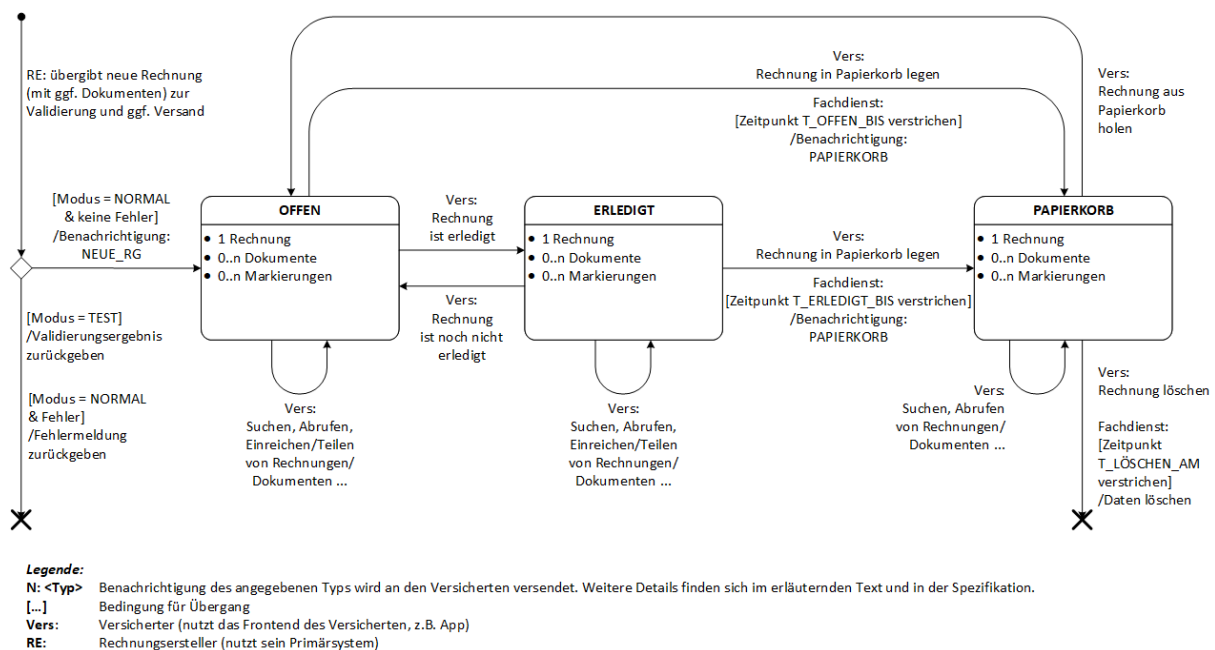 RE: übergibt neue Rechnung
(mit ggf. Dokumenten) zur
Validierung und ggf. Versand
Vers:
Rechnung in Papierkorb legen
Fachdienst:
[Zeitpunkt T_OFFEN_BIS verstrichen]
/Benachrichtigung:
PAPIERKORB
Vers:
Rechnung aus
Papierkorb
holen
[Modus = NORMAL
& keine Fehler]
/Benachrichtigung:
NEUE_RG
OFFEN
• 1 Rechnung
• 0..n Dokumente
• 0..n Markierungen
Vers:
Rechnung
ist erledigt
Vers:
Rechnung
ist noch nicht
erledigt
ERLEDIGT
• 1 Rechnung
• 0..n Dokumente
• 0..n Markierungen
Vers:
Rechnung in Papierkorb legen
Fachdienst:
[Zeitpunkt T_ERLEDIGT_BIS verstrichen]
/Benachrichtigung:
PAPIERKORB
PAPIERKORB
• 1 Rechnung
• 0..n Dokumente
• 0..n Markierungen
[Modus = TEST]
/Validierungsergebnis
zurückgeben
[Modus = NORMAL
& Fehler]
/Fehlermeldung
zurückgeben
Vers:
Suchen, Abrufen,
Einreichen/Teilen
von Rechnungen/
Dokumenten ...
Vers:
Suchen, Abrufen,
Einreichen/Teilen
von Rechnungen/
Dokumenten ...
Vers:
Suchen, Abrufen
von Rechnungen/
Dokumenten ...
Vers:
Rechnung löschen
Fachdienst:
[Zeitpunkt
T_LÖSCHEN_AM
verstrichen]
/Daten löschen
Legende:
N: <Typ> Benachrichtigung des angegebenen Typs wird an den Versicherten versendet. Weitere Details finden sich im erläuternden Text und in der Spezifikation.
[…] Bedingung für Übergang
Vers: Versicherter (nutzt das Frontend des Versicherten, z.B. App)
RE: Rechnungsersteller (nutzt sein Primärsystem)